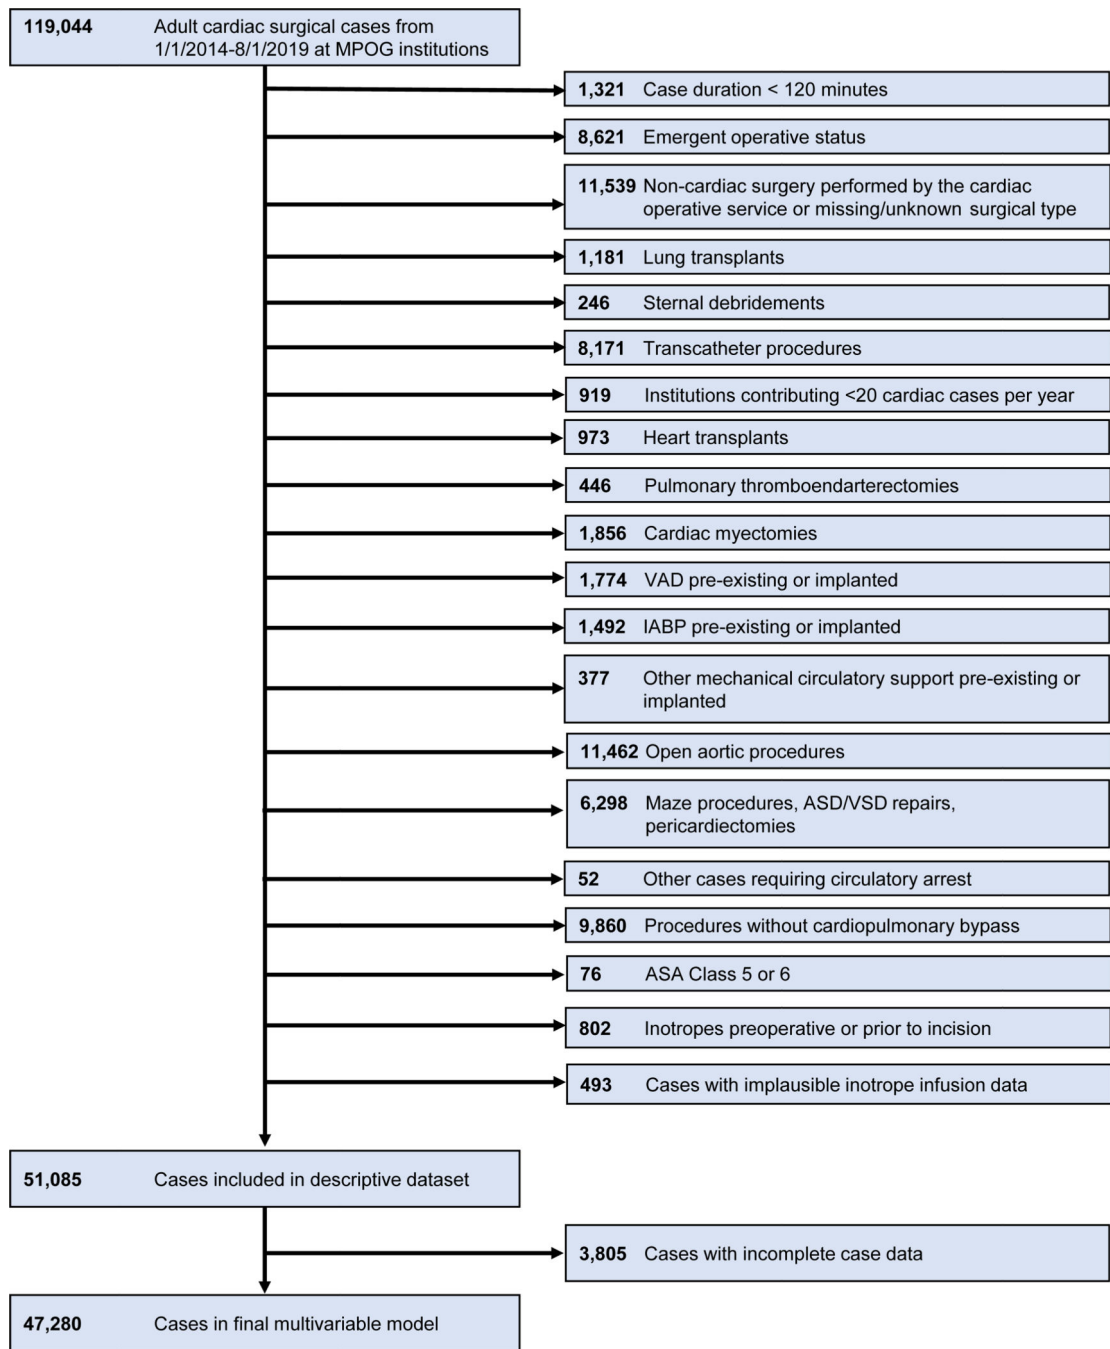 119,044 Adult cardiac surgical cases from
1/1/2014-8/1/2019 at MPOG institutions
1,321 Case duration < 120 minutes
8,621 Emergent operative status
11,539 Non-cardiac surgery performed by the cardiac
operative service or missing/unknown surgical type
1,181 Lung transplants
246 Sternal debridements
8,171 Transcatheter procedures
919 Institutions contributing <20 cardiac cases per year
973 Heart transplants
446 Pulmonary thromboendarterectomies
1,856 Cardiac myectomies
1,774 VAD pre-existing or implanted
1,492 IABP pre-existing or implanted
377 Other mechanical circulatory support pre-existing or
implanted
11,462 Open aortic procedures
6,298 Maze procedures, ASD/VSD repairs,
pericardiectomies
52 Other cases requiring circulatory arrest
9,860 Procedures without cardiopulmonary bypass
76 ASA Class 5 or 6
802 Inotropes preoperative or prior to incision
493 Cases with implausible inotrope infusion data
51,085 Cases included in descriptive dataset
3,805 Cases with incomplete case data
47,280 Cases in final multivariable model